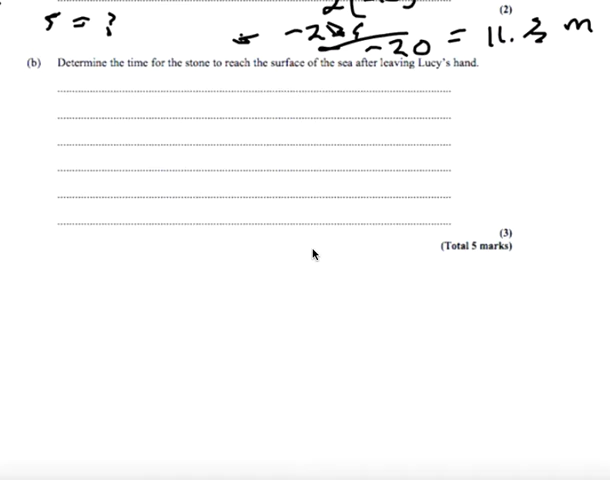 (2)
s = ?
-20 = 11.3 m
(b) Determine the time for the stone to reach the surface of the sea after leaving Lucy's hand.
(3)
(Total 5 marks)